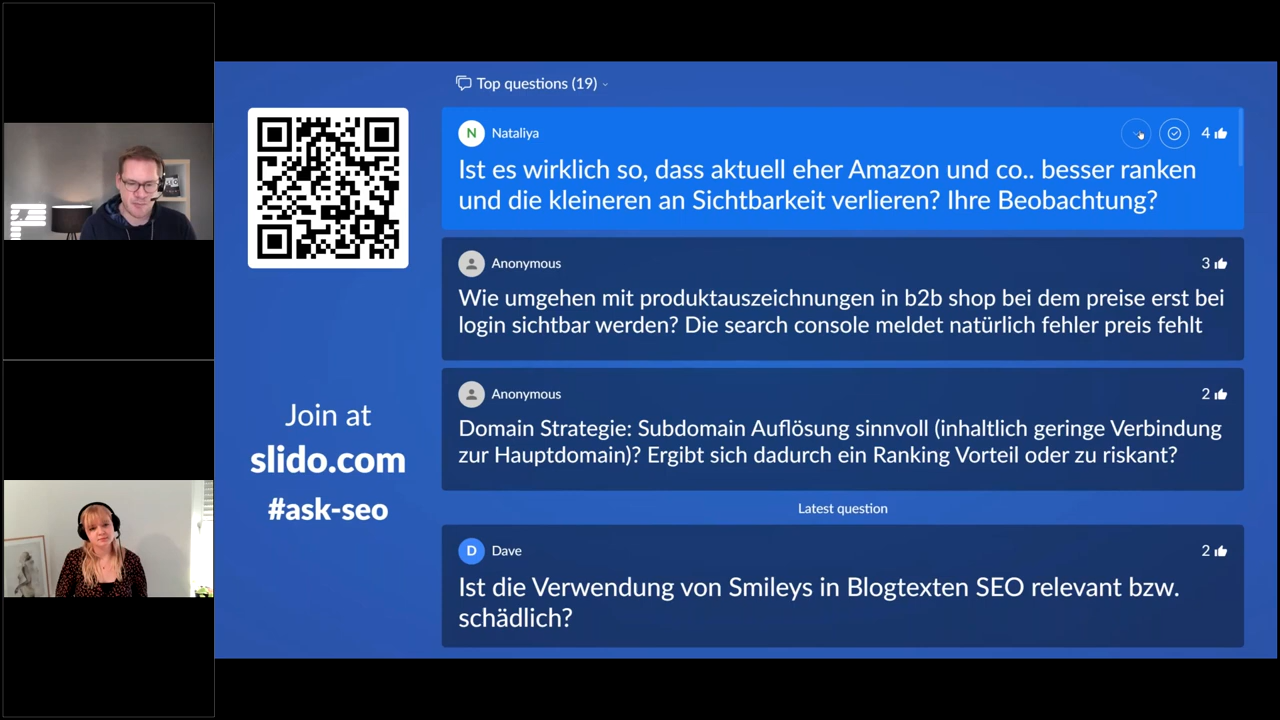 Top questions (19)
N Nataliya
4
Ist es wirklich so, dass aktuell eher Amazon und co.. besser ranken
und die kleineren an Sichtbarkeit verlieren? Ihre Beobachtung?
Anonymous
3
Wie umgehen mit produktauszeichnungen in b2b shop bei dem preise erst bei
login sichtbar werden? Die search console meldet natürlich fehler preis fehlt
Anonymous
2
Domain Strategie: Subdomain Auflösung sinnvoll (inhaltlich geringe Verbindung
zur Hauptdomain)? Ergibt sich dadurch ein Ranking Vorteil oder zu riskant?
Latest question
D Dave
2
Ist die Verwendung von Smileys in Blogtexten SEO relevant bzw.
schädlich?
Join at
slido.com
#ask-seo